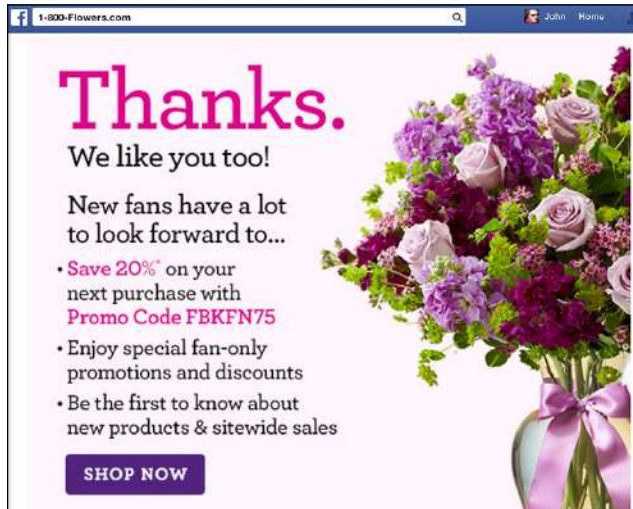 f 1-800-Flowers.com John Home
Thanks.
We like you too!
New fans have a lot
to look forward to...
• Save 20%* on your
next purchase with
Promo Code FBKFN75
• Enjoy special fan-only
promotions and discounts
• Be the first to know about
new products & sitewide sales
SHOP NOW